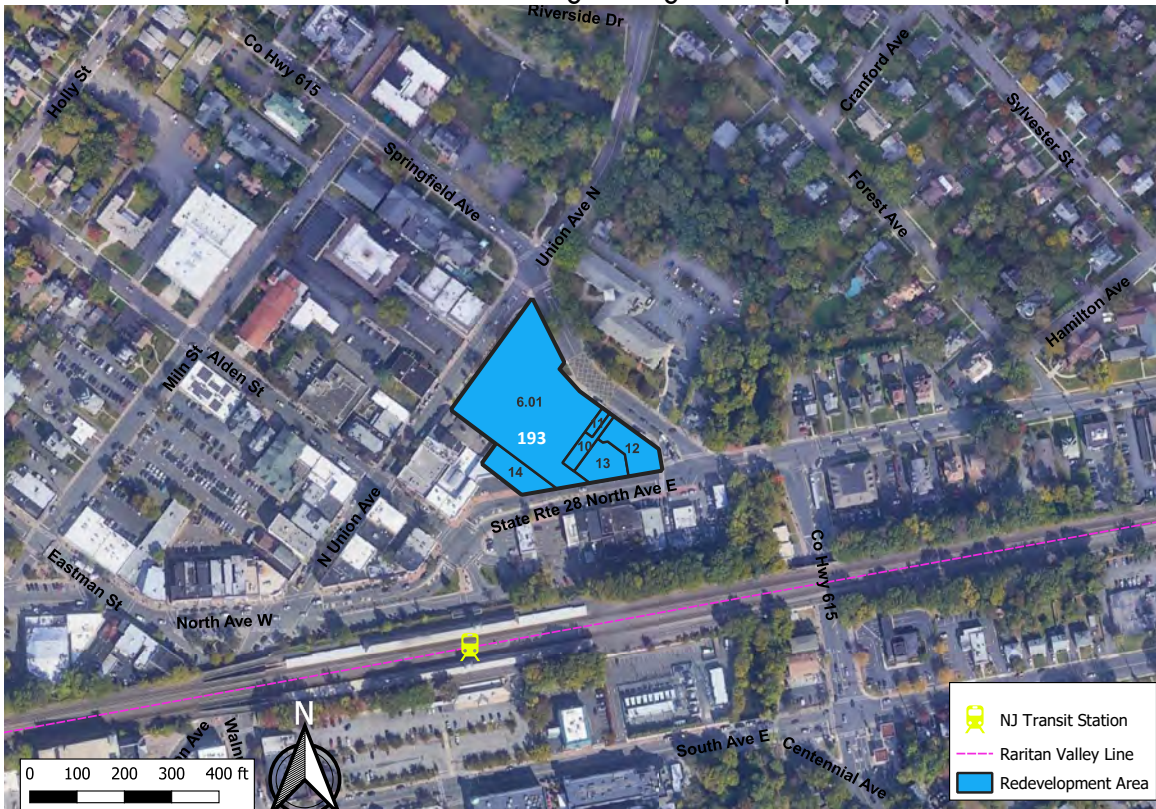 Riverside Dr
Co Hwy 615
Holly St
Cranford Ave
Sylvester St
Springfield Ave
Forest Ave
Union Ave N
Hamilton Ave
Miln St
Alden St
6.01
193
11
10
12
13
14
State Rte 28 North Ave E
N Union Ave
Eastman St
North Ave W
Co Hwy 615
South Ave E
Centennial Ave
N
0 100 200 300 400 ft
NJ Transit Station
Raritan Valley Line
Redevelopment Area